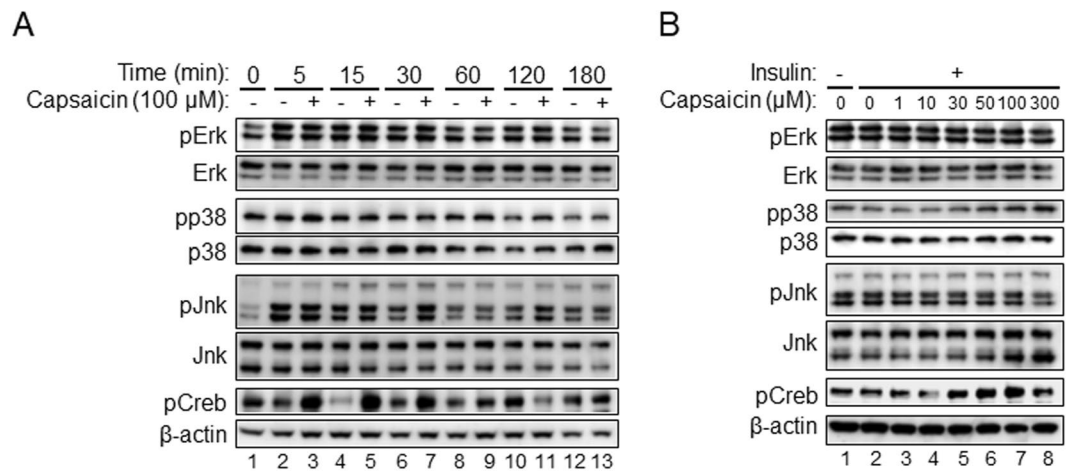 A
Time (min): 0 5 15 30 60 120 180
Capsaicin (100 μM): - - + - + - + - + - + - +
pErk
Erk
pp38
p38
pJnk
Jnk
pCreb
β-actin
1 2 3 4 5 6 7 8 9 10 11 12 13
B
Insulin: - +
Capsaicin (μM): 0 0 1 10 30 50 100 300
pErk
Erk
pp38
p38
pJnk
Jnk
pCreb
β-actin
1 2 3 4 5 6 7 8